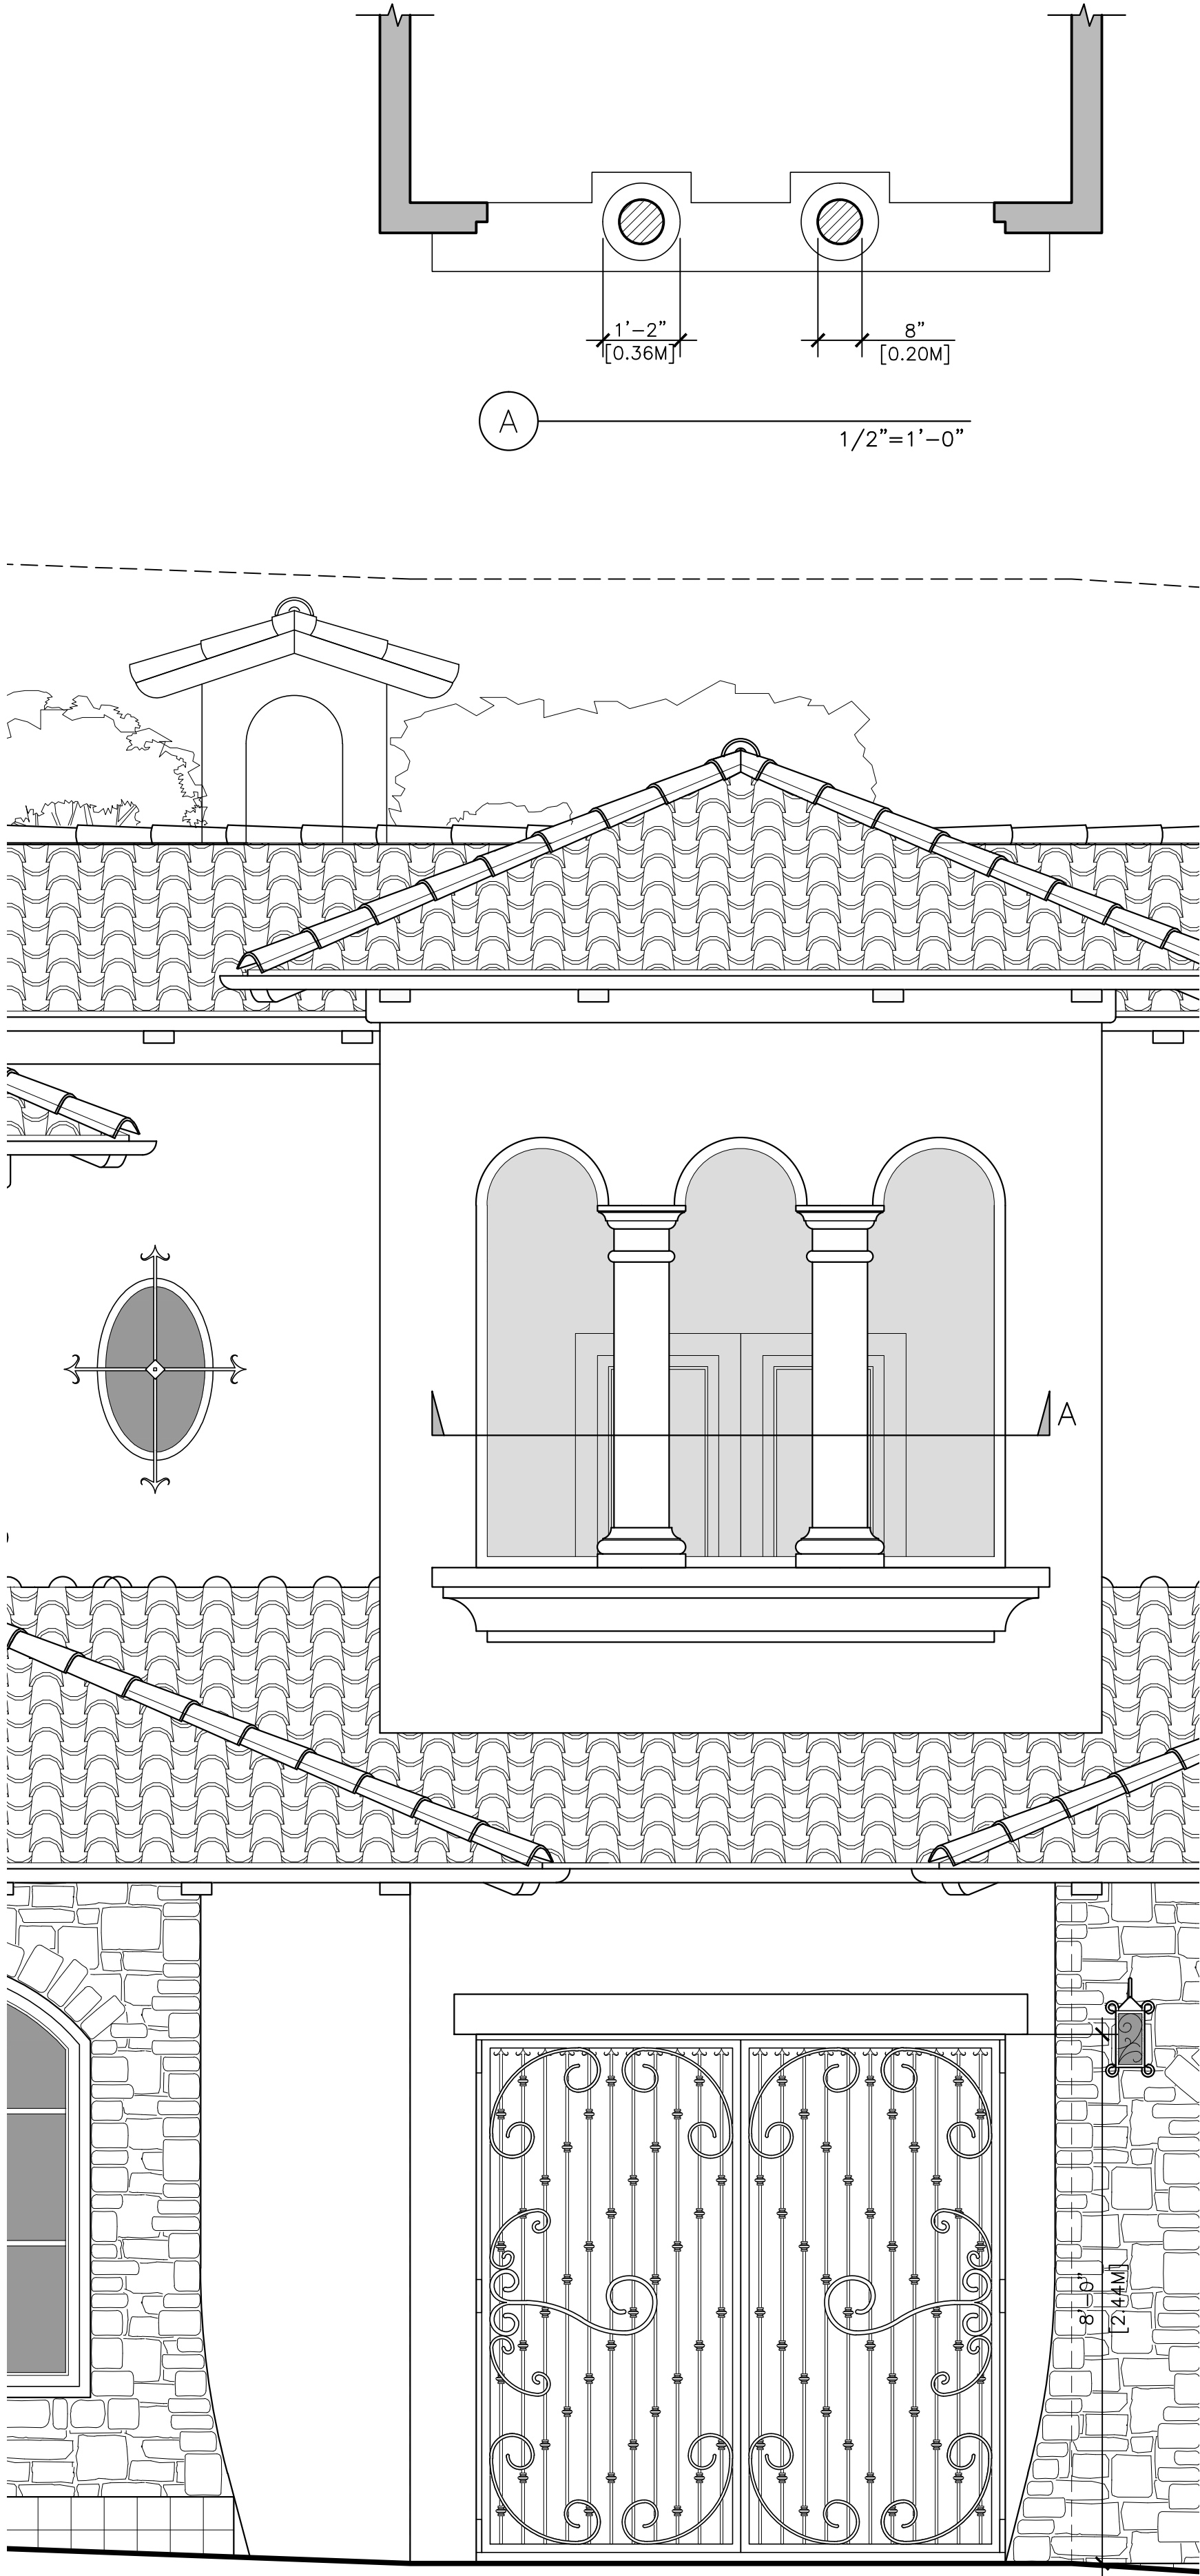 1'-2" 8"
[0.36M] [0.20M]
A
1/2"=1'-0"
A
8'-0"
[2.44M]